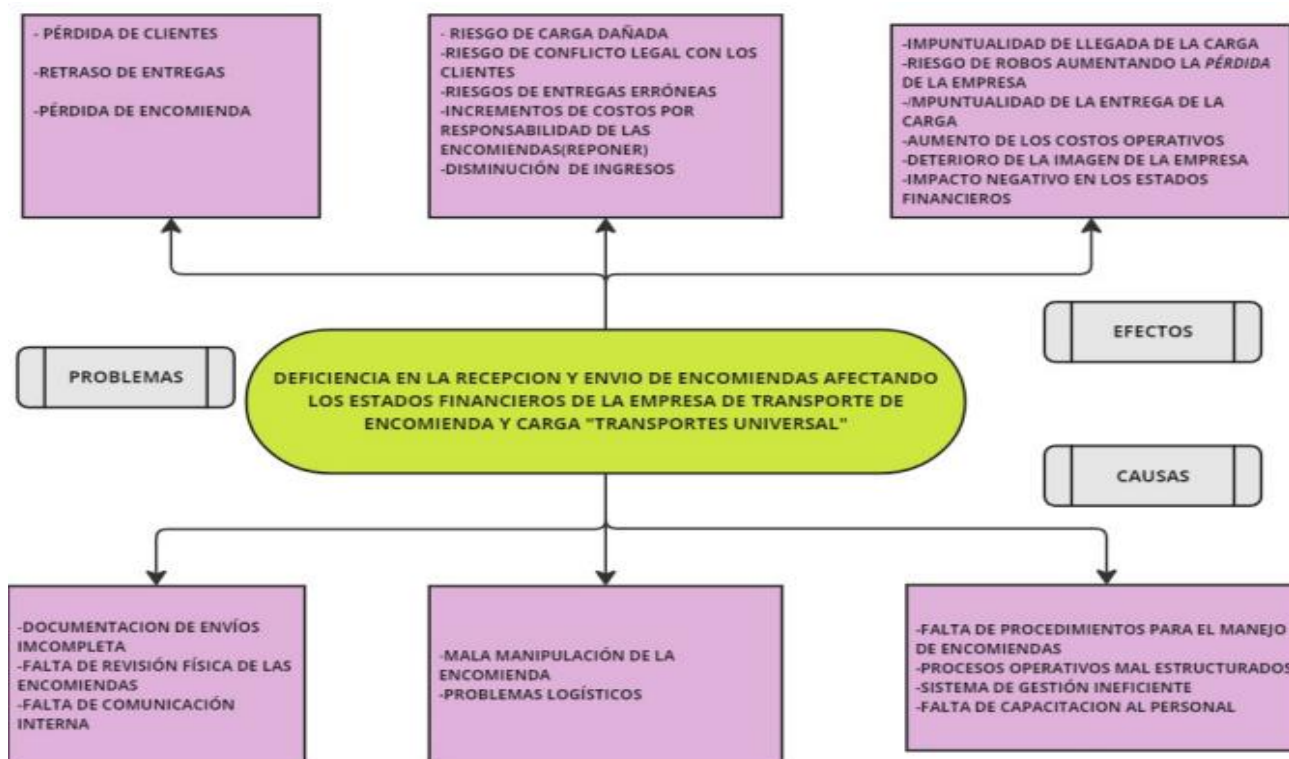 - PÉRDIDA DE CLIENTES
-RETRASO DE ENTREGAS
-PÉRDIDA DE ENCOMIENDA
- RIESGO DE CARGA DAÑADA
-RIESGO DE CONFLICTO LEGAL CON LOS
CLIENTES
-RIESGOS DE ENTREGAS ERRÓNEAS
-INCREMENTOS DE COSTOS POR
RESPONSABILIDAD DE LAS
ENCOMIENDAS(REPONER)
-DISMINUCIÓN DE INGRESOS
-IMPUNTUALIDAD DE LLEGADA DE LA CARGA
-RIESGO DE ROBOS AUMENTANDO LA PÉRDIDA
DE LA EMPRESA
-IMPUNTUALIDAD DE LA ENTREGA DE LA
CARGA
-AUMENTO DE LOS COSTOS OPERATIVOS
-DETERIORO DE LA IMAGEN DE LA EMPRESA
-IMPACTO NEGATIVO EN LOS ESTADOS
FINANCIEROS
EFECTOS
PROBLEMAS
DEFICIENCIA EN LA RECEPCION Y ENVIO DE ENCOMIENDAS AFECTANDO
LOS ESTADOS FINANCIEROS DE LA EMPRESA DE TRANSPORTE DE
ENCOMIENDA Y CARGA "TRANSPORTES UNIVERSAL"
CAUSAS
-DOCUMENTACION DE ENVÍOS
IMCOMPLETA
-FALTA DE REVISIÓN FÍSICA DE LAS
ENCOMIENDAS
-FALTA DE COMUNICACIÓN
INTERNA
-MALA MANIPULACIÓN DE LA
ENCOMIENDA
-PROBLEMAS LOGÍSTICOS
-FALTA DE PROCEDIMIENTOS PARA EL MANEJO
DE ENCOMIENDAS
-PROCESOS OPERATIVOS MAL ESTRUCTURADOS
-SISTEMA DE GESTIÓN INEFICIENTE
-FALTA DE CAPACITACION AL PERSONAL